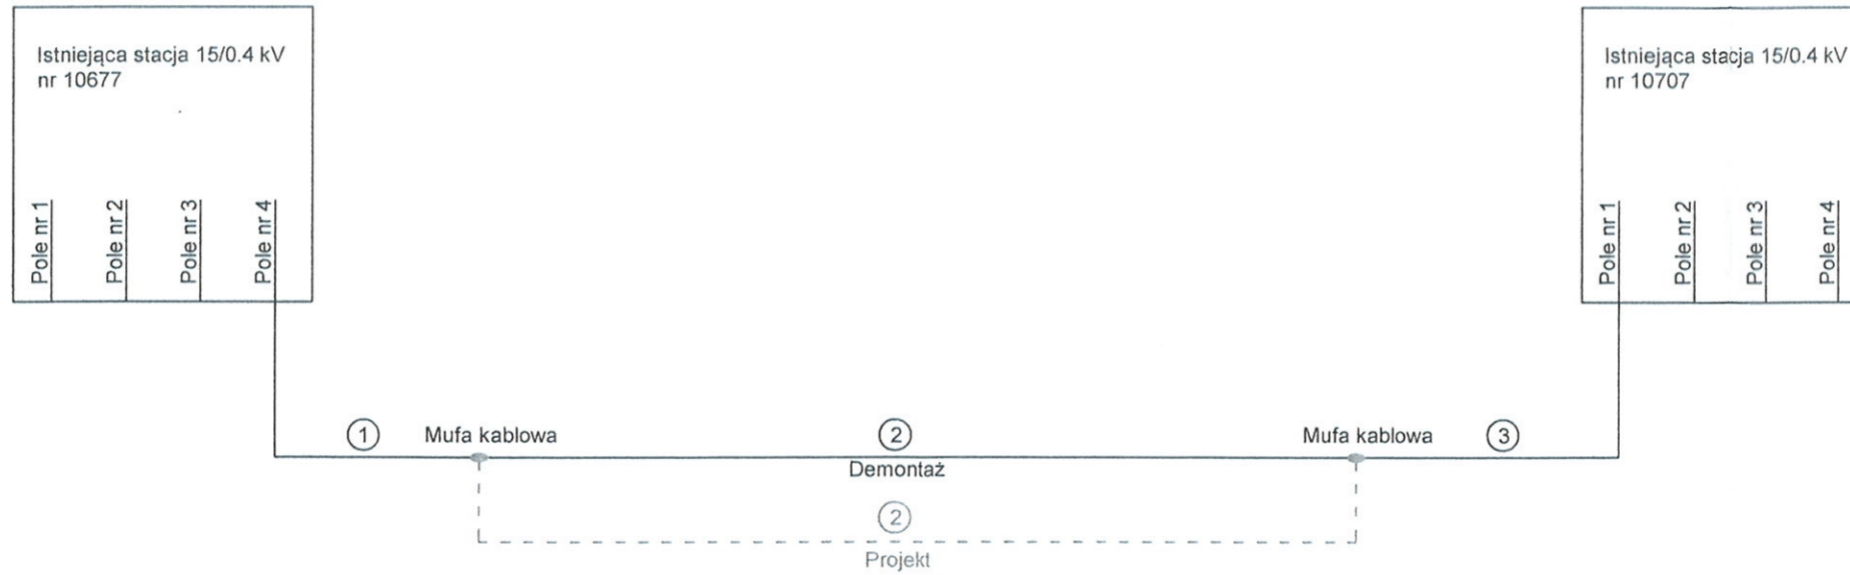 Istniejąca stacja 15/0.4 kV
nr 10677
Pole nr 1
Pole nr 2
Pole nr 3
Pole nr 4
Istniejąca stacja 15/0.4 kV
nr 10707
Pole nr 1
Pole nr 2
Pole nr 3
Pole nr 4
1
Mufa kablowa
2
Mufa kablowa
3
Demontaż
2
Projekt